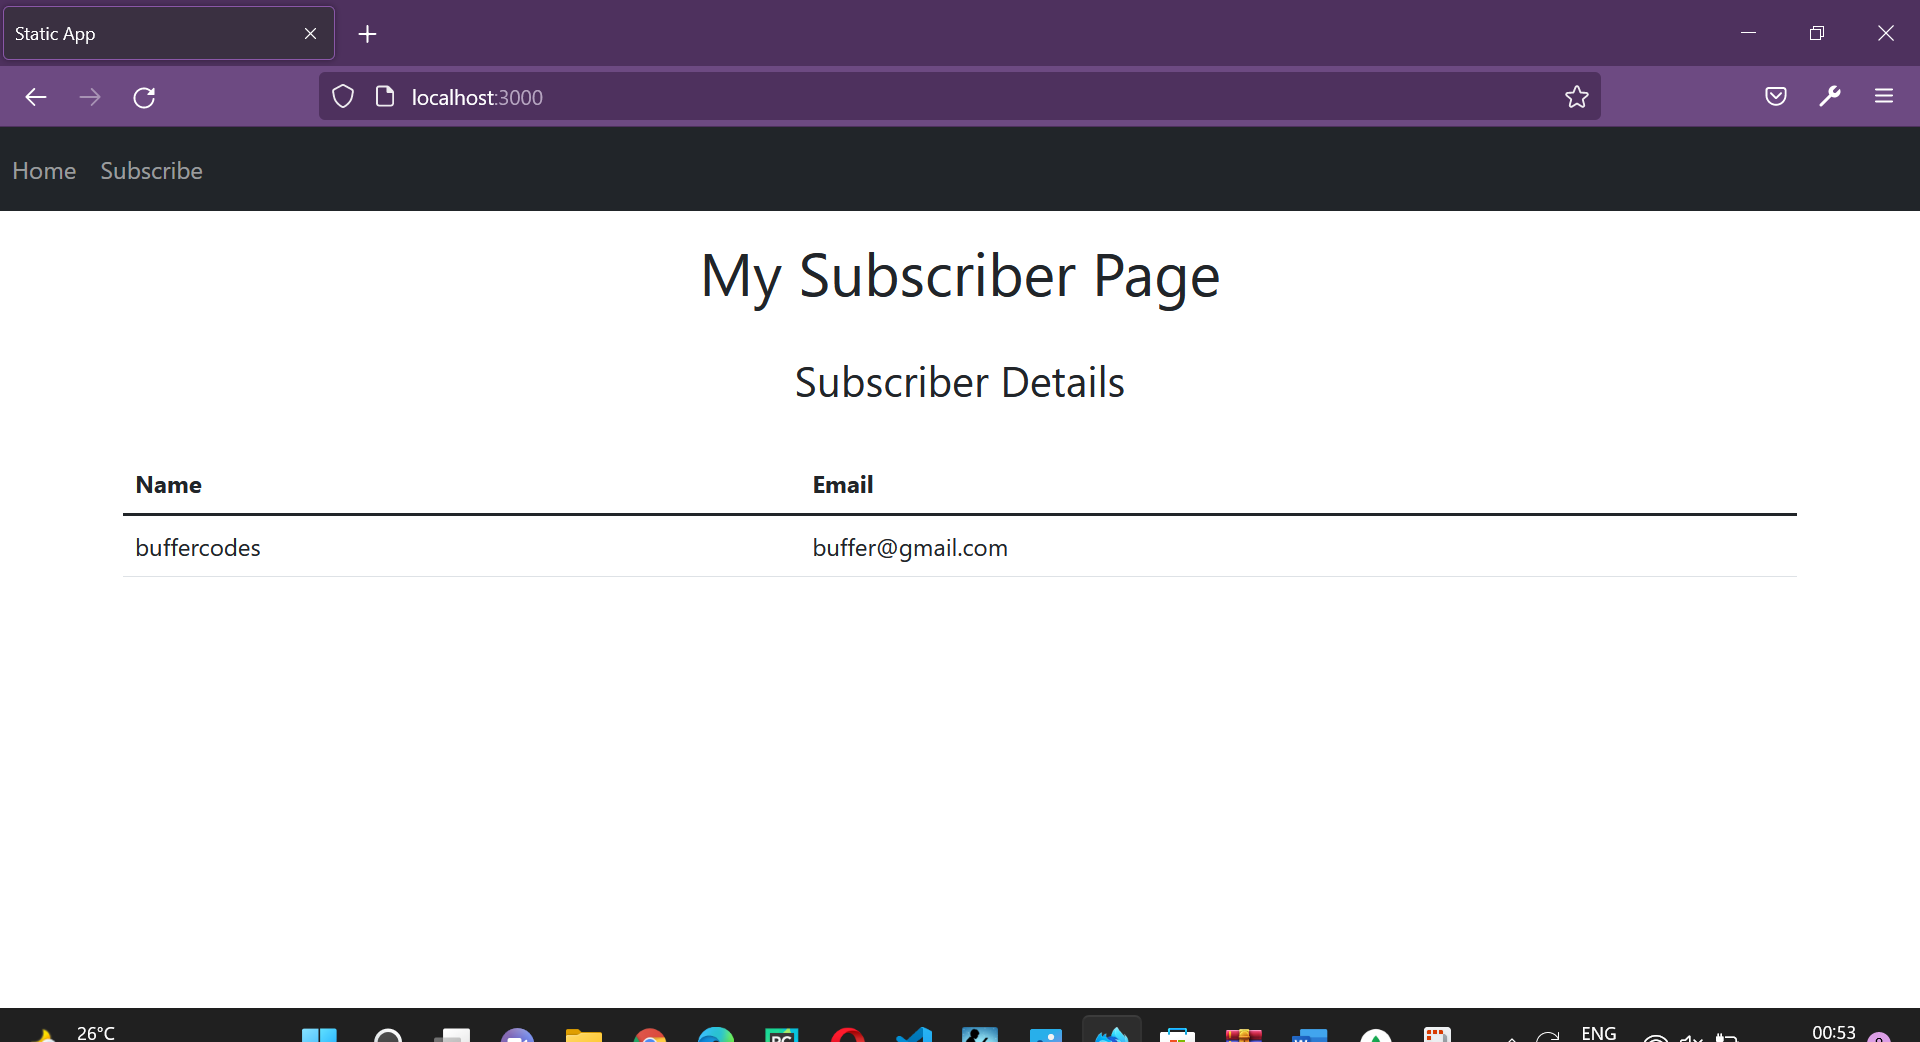 Static App
localhost:3000
Home Subscribe
My Subscriber Page
Subscriber Details
Name Email
buffercodes buffer@gmail.com
26°C ENG 00:53